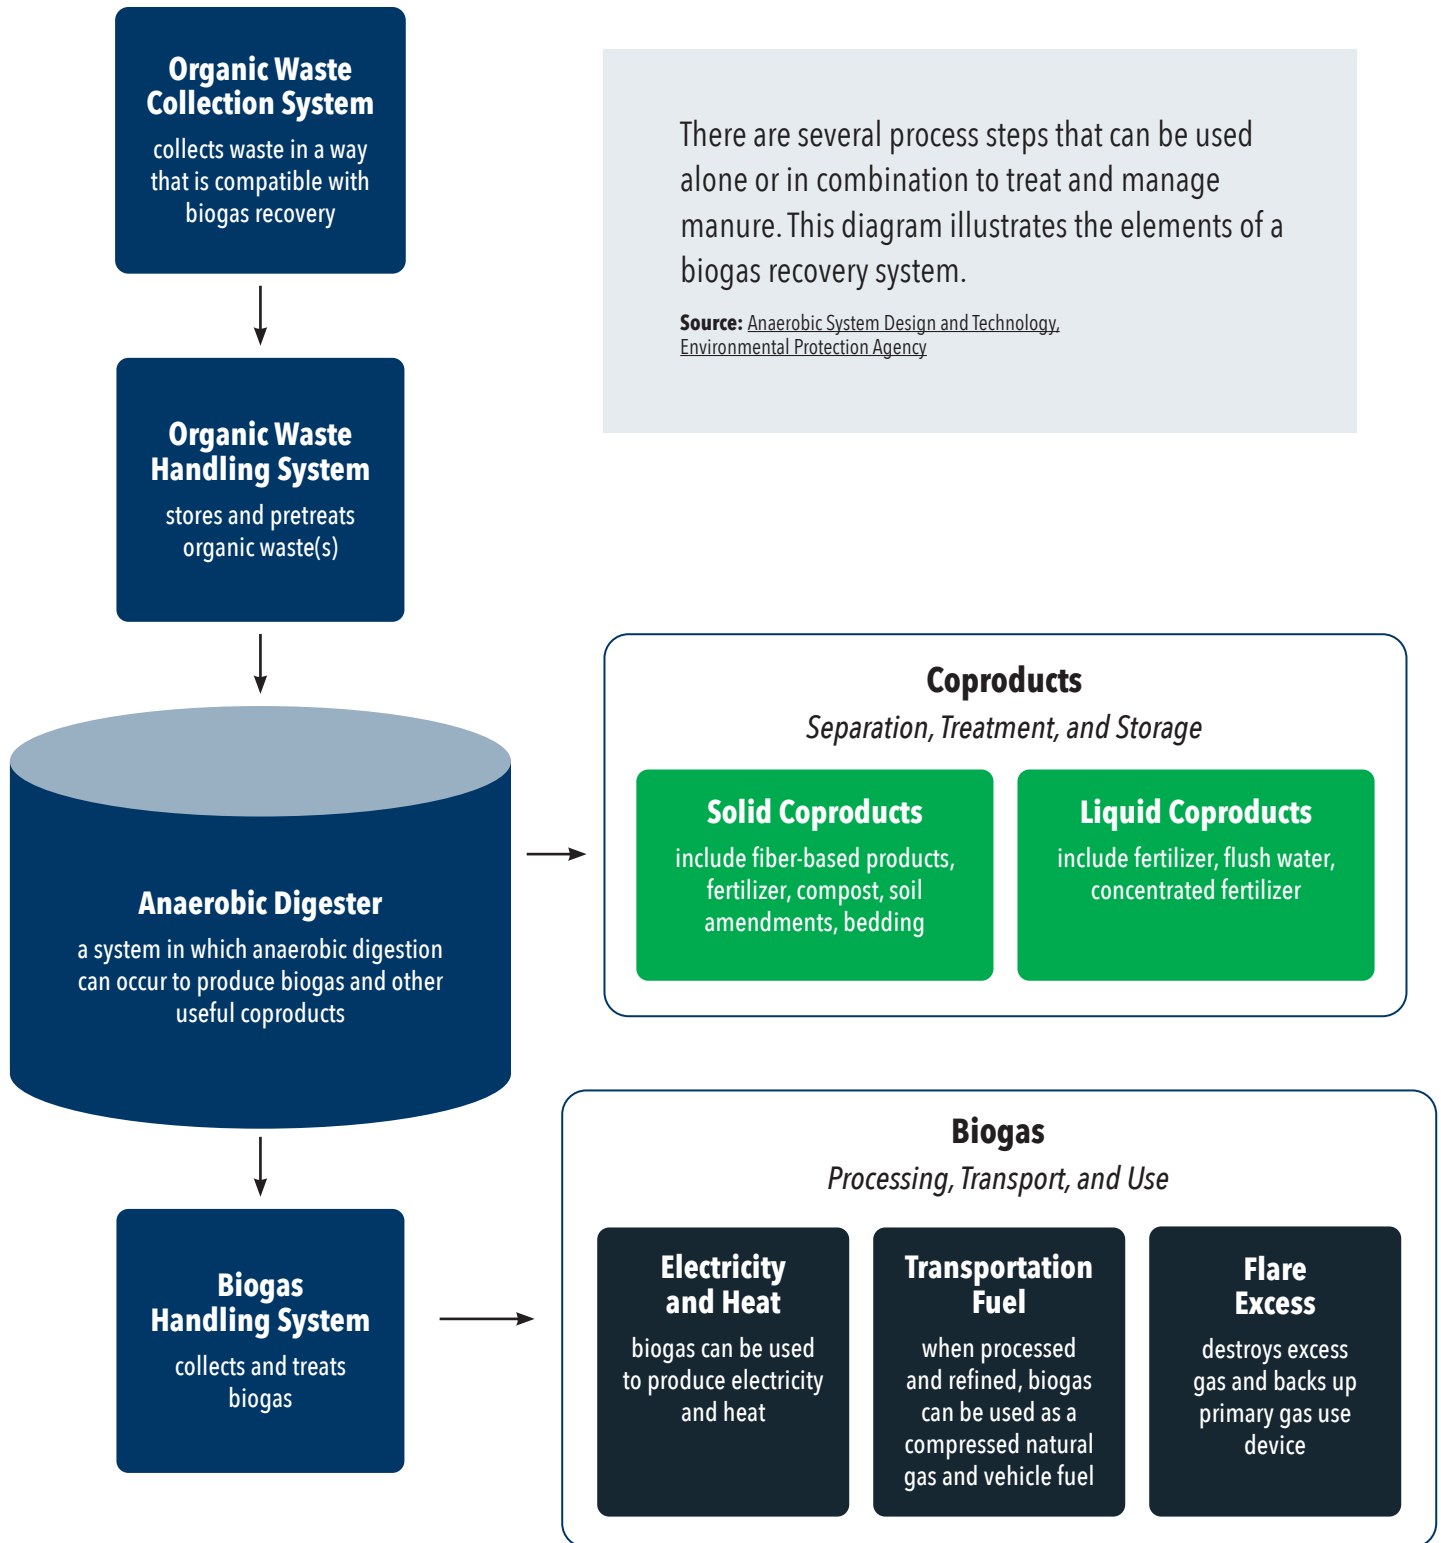 Organic Waste
Collection System
collects waste in a way
that is compatible with
biogas recovery
There are several process steps that can be used
alone or in combination to treat and manage
manure. This diagram illustrates the elements of a
biogas recovery system.
Source: Anaerobic System Design and Technology,
Environmental Protection Agency
Organic Waste
Handling System
stores and pretreats
organic waste(s)
Anaerobic Digester
a system in which anaerobic digestion
can occur to produce biogas and other
useful coproducts
Coproducts
Separation, Treatment, and Storage
Solid Coproducts
include fiber-based products,
fertilizer, compost, soil
amendments, bedding
Liquid Coproducts
include fertilizer, flush water,
concentrated fertilizer
Biogas
Handling System
collects and treats
biogas
Biogas
Processing, Transport, and Use
Electricity
and Heat
biogas can be used
to produce electricity
and heat
Transportation
Fuel
when processed
and refined, biogas
can be used as a
compressed natural
gas and vehicle fuel
Flare
Excess
destroys excess
gas and backs up
primary gas use
device